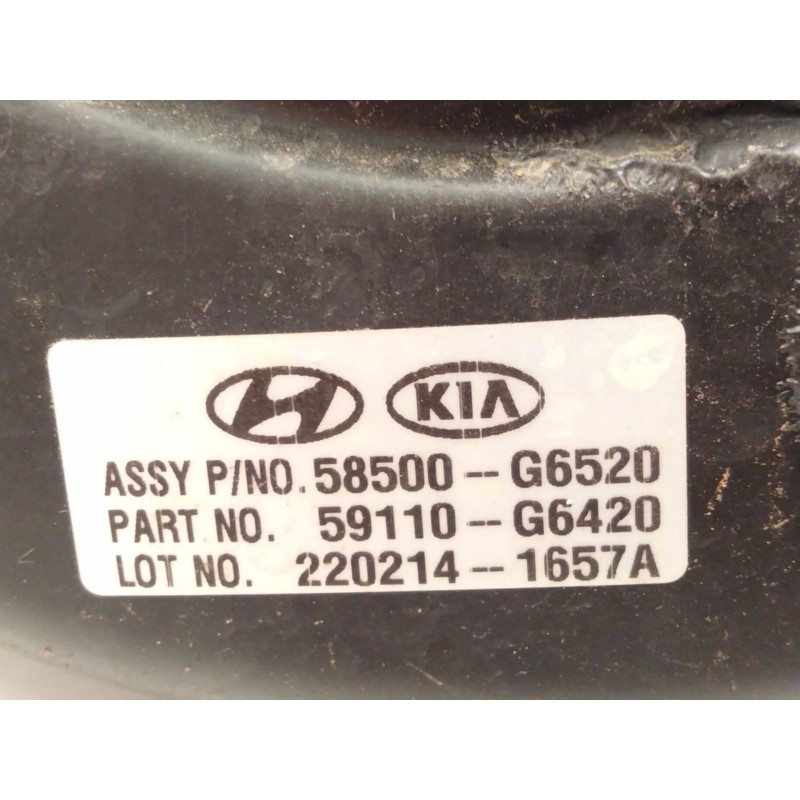 KIA
ASSY P/NO. 58500--G6520
PART NO. 59110--G6420
LOT NO. 220214--1657A